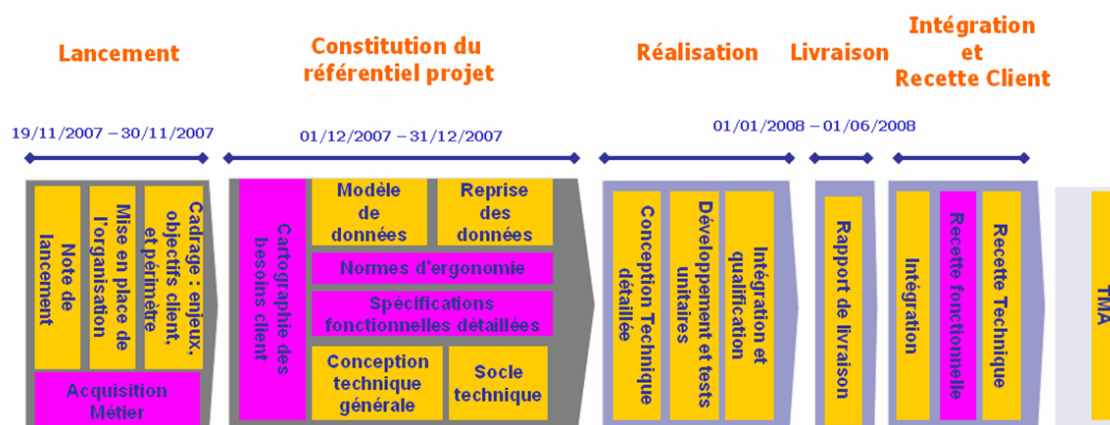 Lancement
Constitution du
référentiel projet
Réalisation
Livraison
Intégration
et
Recette Client
19/11/2007 – 30/11/2007
01/12/2007 – 31/12/2007
01/01/2008 – 01/06/2008
Note de
lancement
Mise en place de
l'organisation
Cadrage : enjeux,
objectifs client,
et périmètre
Acquisition
Métier
Cartographie des
besoins client
Modèle
de
données
Reprise
des
données
Normes d'ergonomie
Spécifications
fonctionnelles détaillées
Conception
technique
générale
Socle
technique
Conception Technique
détaillée
Développement et tests
unitaires
Intégration et
qualification
Rapport de livraison
Intégration
Recette fonctionnelle
Recette Technique
TMA